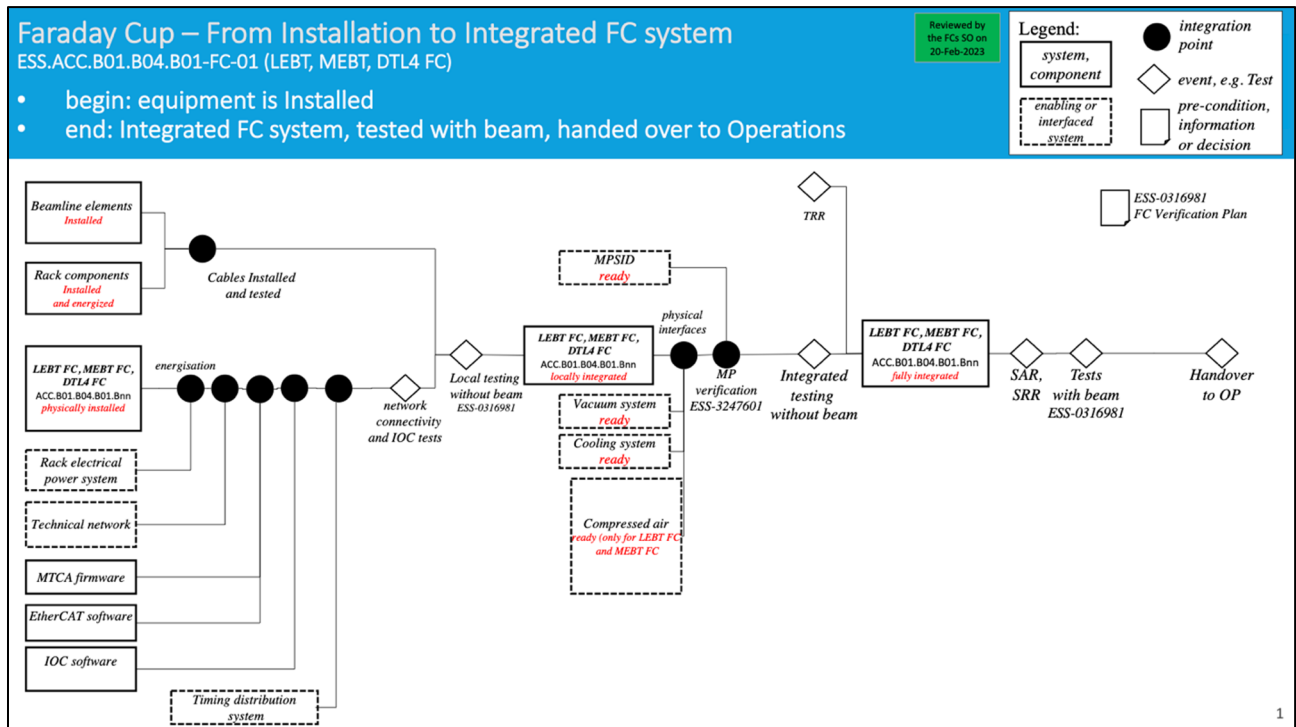 Faraday Cup – From Installation to Integrated FC system
ESS.ACC.B01.B04.B01-FC-01 (LEBT, MEBT, DTL4 FC)
• begin: equipment is Installed
• end: Integrated FC system, tested with beam, handed over to Operations
Reviewed by
the FCs SO on
20-Feb-2023
Legend:
system,
component
enabling or
interfaced
system
integration
point
event, e.g. Test
pre-condition,
information
or decision
Beamline elements
Installed
Rack components
Installed
and energized
Cables Installed
and tested
LEBT FC, MEBT FC,
DTL4 FC
ACC.B01.B04.B01.Bnn
physically installed
energisation
network
connectivity
and IOC tests
Rack electrical
power system
Technical network
MTCA firmware
EtherCAT software
IOC software
Timing distribution
system
Local testing
without beam
ESS-0316981
LEBT FC, MEBT FC,
DTL4 FC
ACC.B01.B04.B01.Bnn
locally integrated
MPSID
ready
physical
interfaces
Vacuum system
ready
Cooling system
ready
Compressed air
ready (only for LEBT FC
and MEBT FC
MP
verification
ESS-3247601
TRR
Integrated
testing
without beam
LEBT FC, MEBT FC,
DTL4 FC
ACC.B01.B04.B01.Bnn
fully integrated
ESS-0316981
FC Verification Plan
SAR,
SRR
Tests
with beam
ESS-0316981
Handover
to OP
1